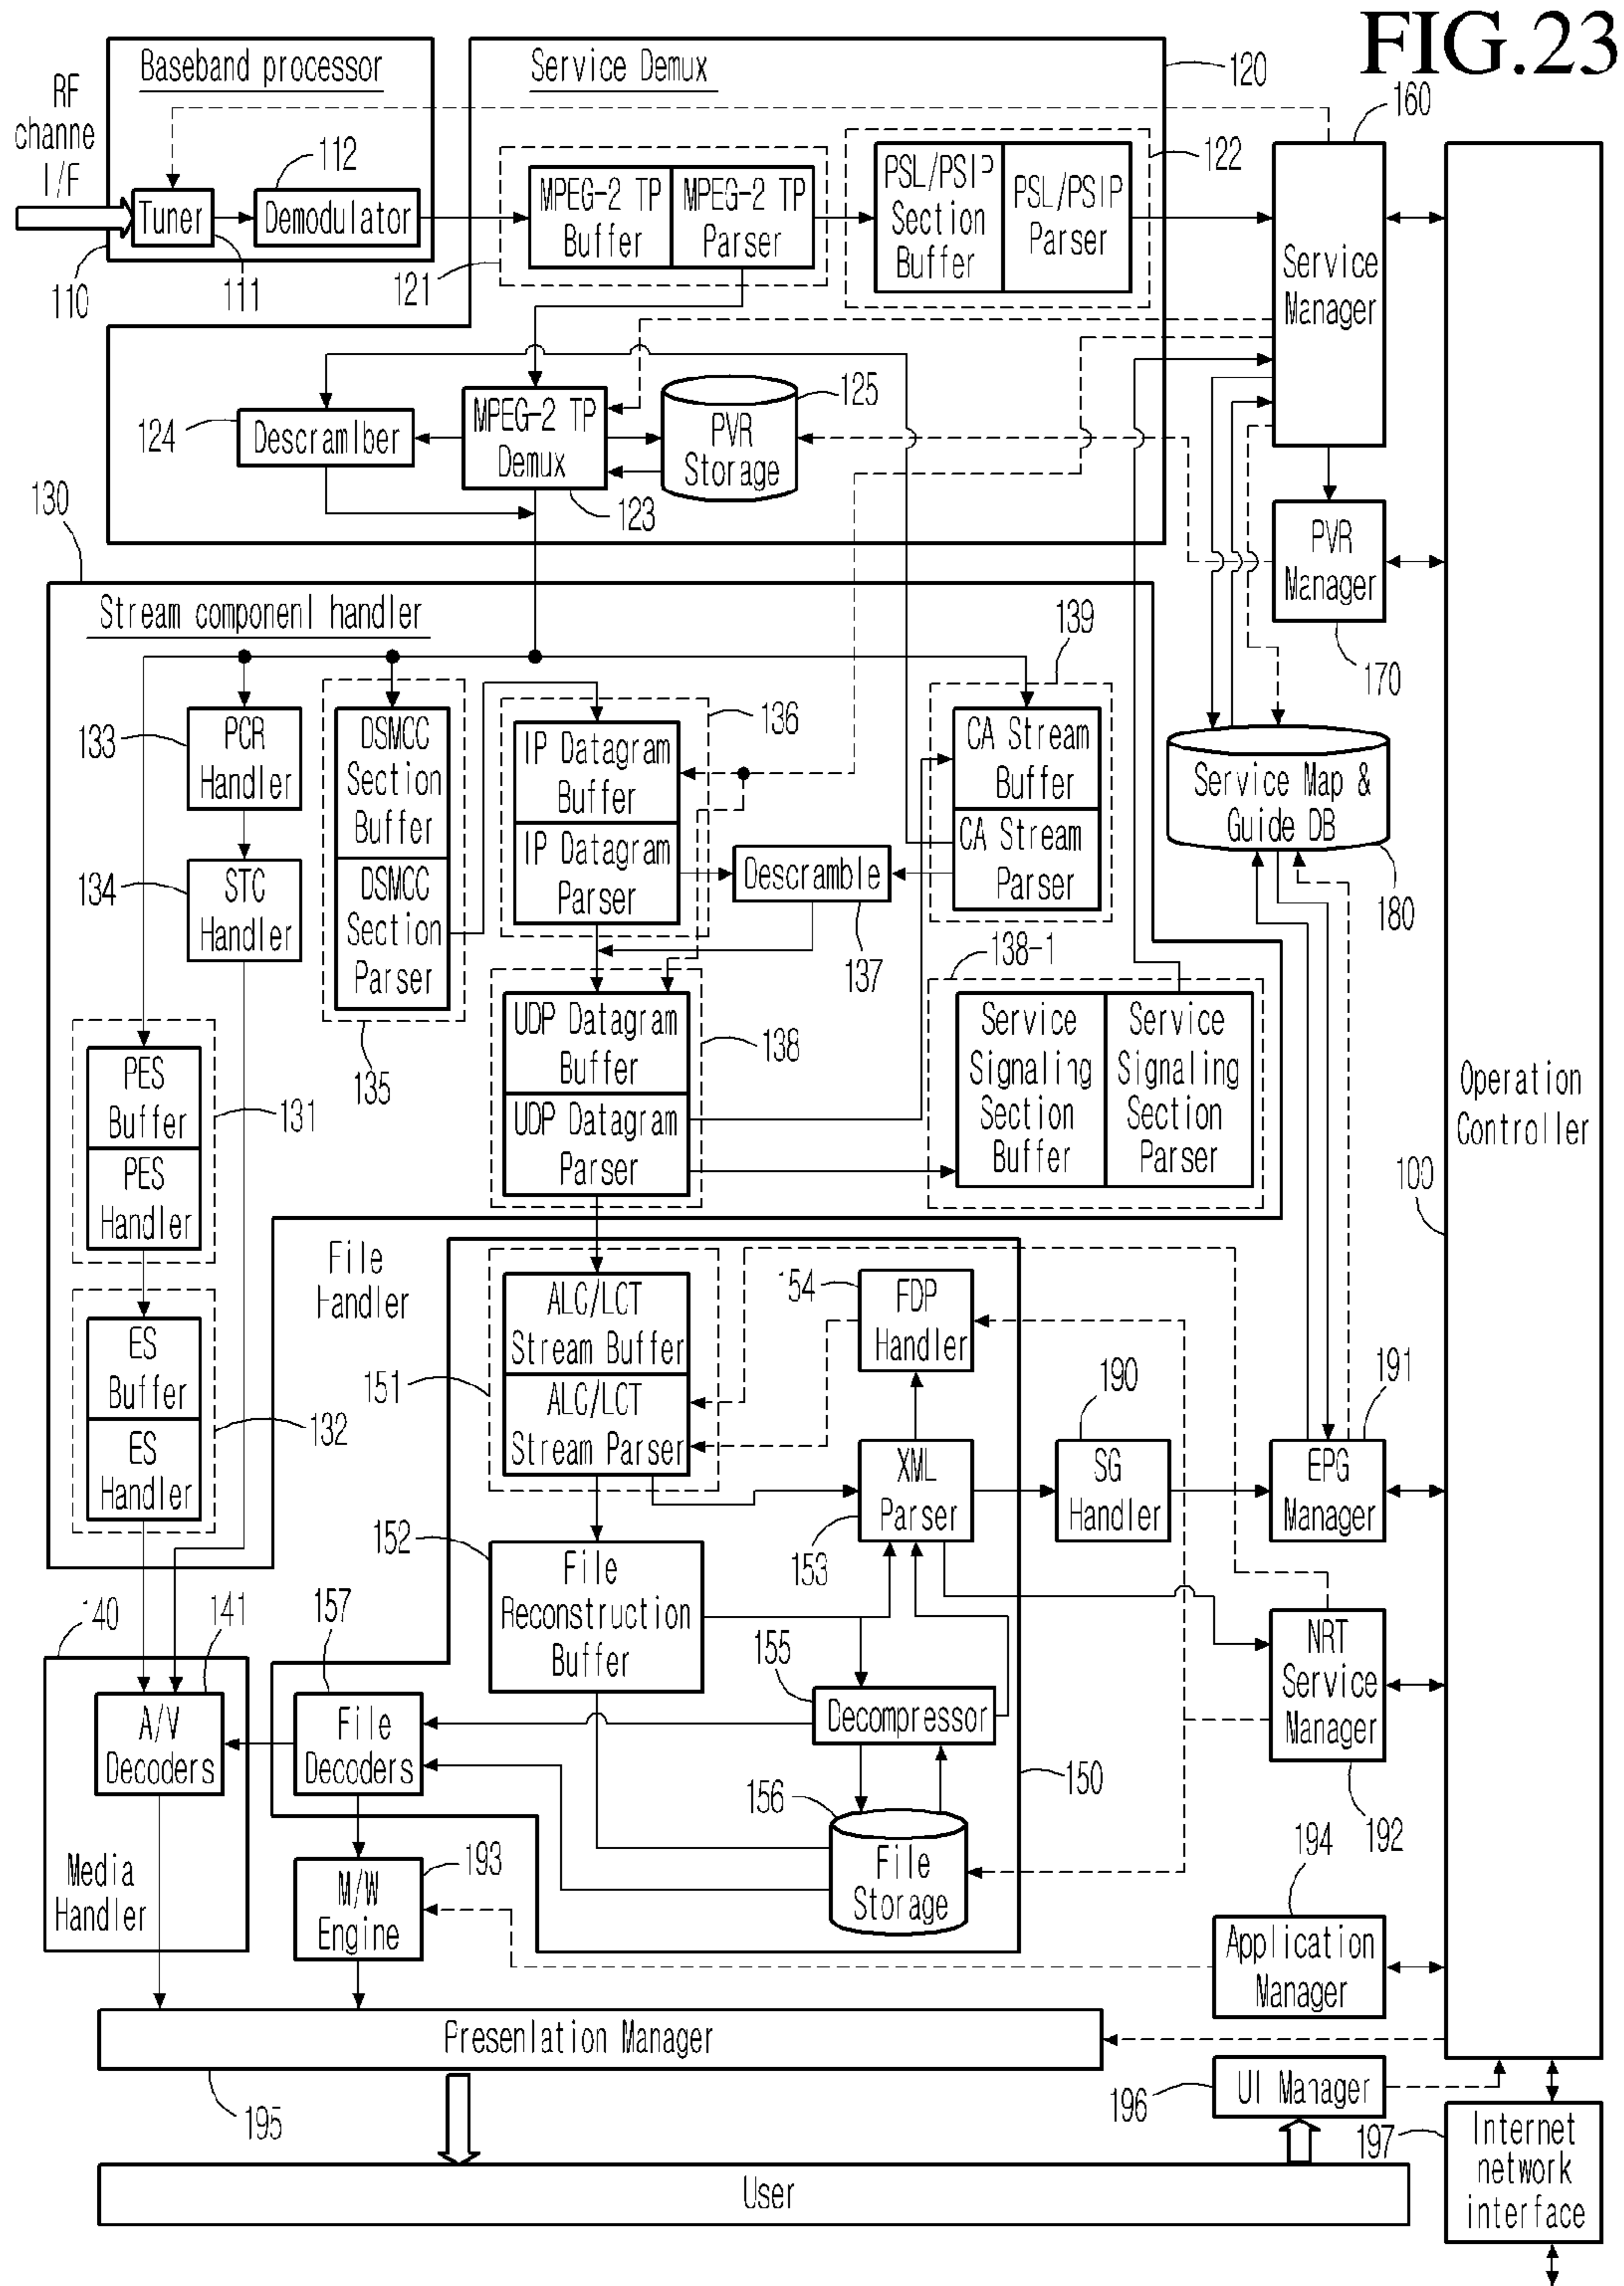 FIG.23
Baseband processor
Service Demux
120
160
RF
channe
I/F
112
122
Tuner
Demodulator
MPEG-2 TP
Buffer
MPEG-2 TP
Parser
PSL/PSIP
Section
Buffer
PSL/PSIP
Parser
Service
Manager
110
111
121
124
Descramlber
MPEG-2 TP
Demux
125
PVR
Storage
123
130
PVR
Manager
170
Stream componenl handler
139
133
PCR
Handler
DSMCC
Section
Buffer
136
IP Datagram
Buffer
CA Stream
Buffer
Service Map &
Guide DB
180
134
STC
Handler
DSMCC
Section
Parser
IP Datagram
Parser
Descramble
CA Stream
Parser
137
138-1
135
UDP Datagram
Buffer
138
Service
Signaling
Section
Buffer
Service
Signaling
Section
Parser
Operation
Controller
PES
Buffer
131
UDP Datagram
Parser
100
PES
Handler
File
Handler
154
FDP
Handler
ALC/LCT
Stream Buffer
ES
Buffer
151
190
191
ALC/LCT
Stream Parser
132
ES
Handler
XML
Parser
SG
Handler
EPG
Manager
152
153
File
Reconstruction
Buffer
140
141
157
155
NRT
Service
Manager
A/V
Decoders
File
Decoders
Decompressor
150
156
192
193
194
Media
Handler
M/W
Engine
File
Storage
Application
Manager
Presenlation Manager
195
196
UI Manager
197
Internet
network
interface
User